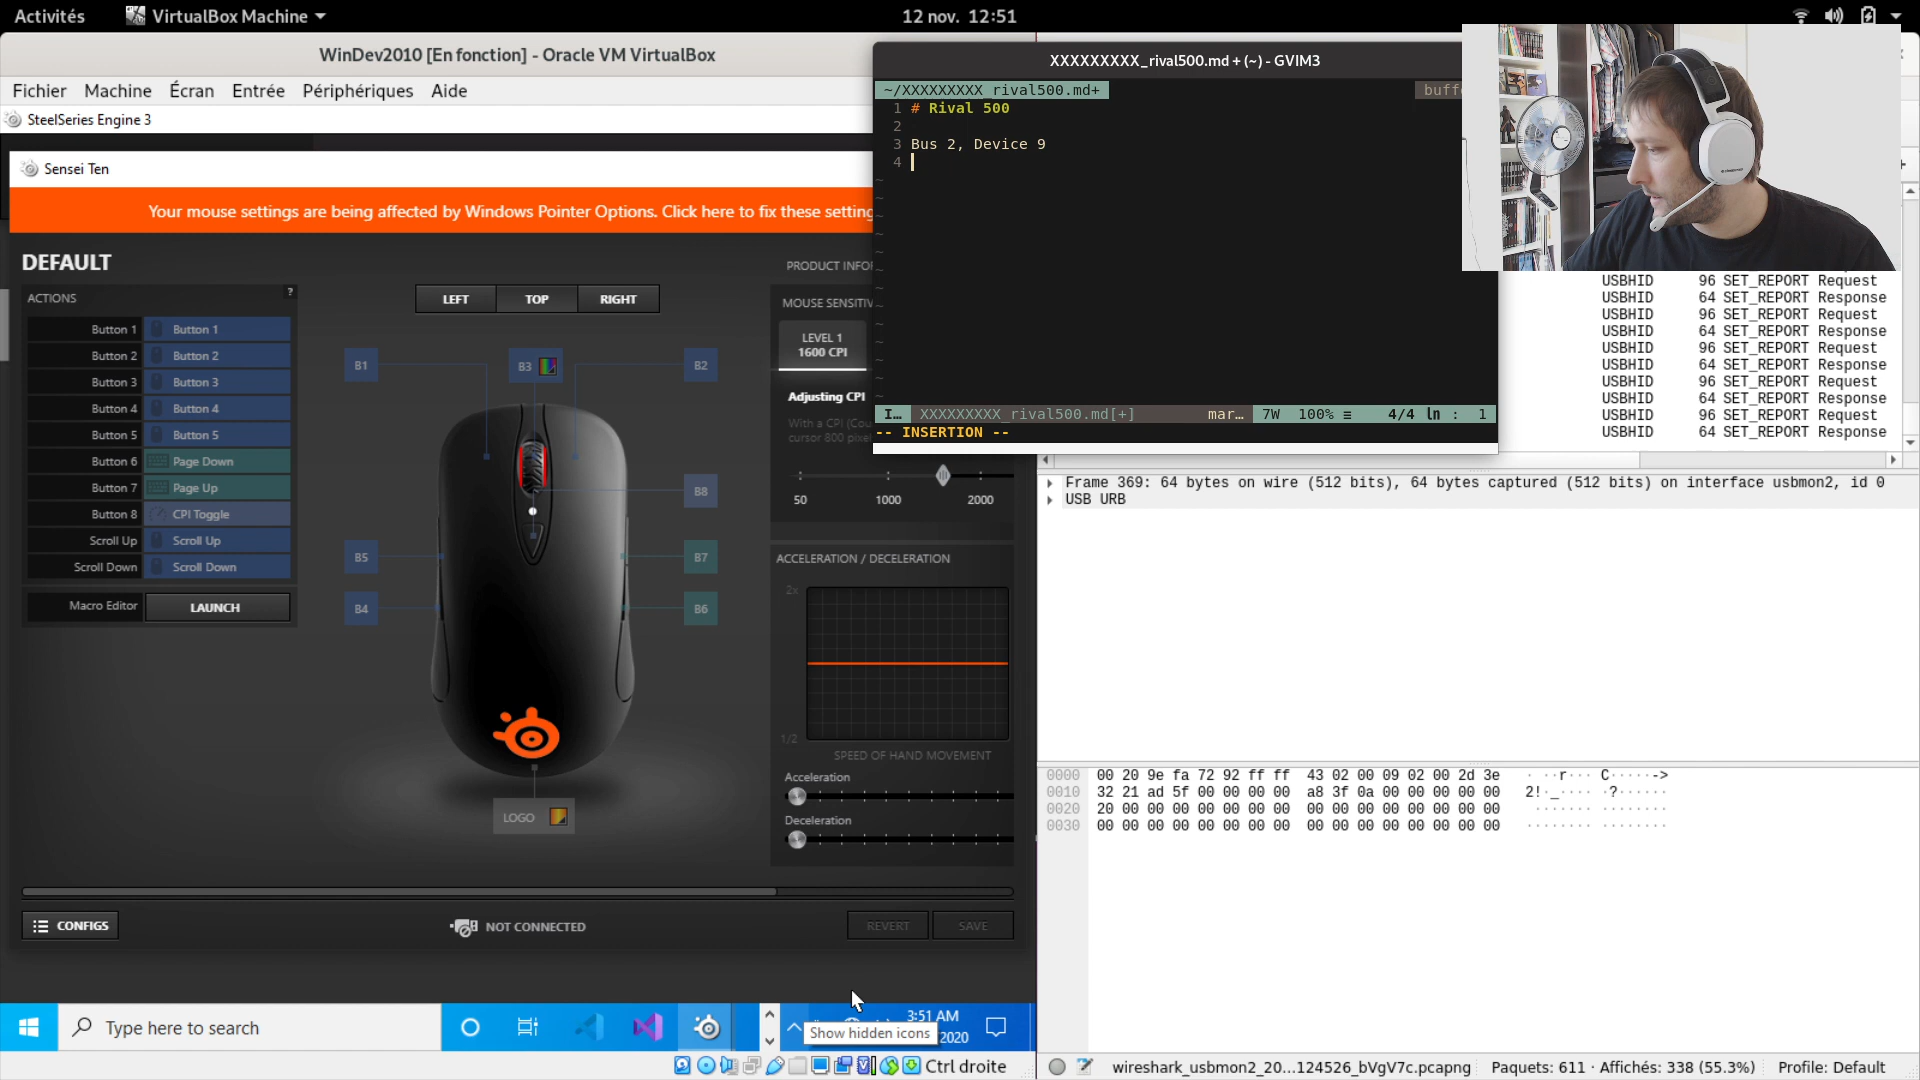 Activités
VirtualBox Machine
12 nov. 12:51
WinDev2010 [En fonction] - Oracle VM VirtualBox
Fichier Machine Écran Entrée Périphériques Aide
SteelSeries Engine 3
Sensei Ten
Your mouse settings are being affected by Windows Pointer Options. Click here to fix these setting
DEFAULT
PRODUCT INFO
ACTIONS
?
LEFT TOP RIGHT
Button 1 Button 1
Button 2 Button 2
Button 3 Button 3
Button 4 Button 4
Button 5 Button 5
Button 6 Page Down
Button 7 Page Up
Button 8 CPI Toggle
Scroll Up Scroll Up
Scroll Down Scroll Down
Macro Editor LAUNCH
B1
B3
B2
B8
B5
B7
B4
B6
LOGO
MOUSE SENSITIV
LEVEL 1
1600 CPI
Adjusting CPI
With a CPI (Cou
cursor 800 pixe
50 1000 2000
ACCELERATION / DECELERATION
2x
1/2
SPEED OF HAND MOVEMENT
Acceleration
Deceleration
CONFIGS
NOT CONNECTED
REVERT
SAVE
Type here to search
3:51 AM
2020
Show hidden icons
Ctrl droite
XXXXXXXXX_rival500.md + (~) - GVIM3
~/XXXXXXXXX_rival500.md+
buff
1 # Rival 500
2
3 Bus 2, Device 9
4
I… XXXXXXXXX_rival500.md[+] mar… 7W 100% ≡ 4/4 ln : 1
-- INSERTION --
USBHID 96 SET_REPORT Request
USBHID 64 SET_REPORT Response
USBHID 96 SET_REPORT Request
USBHID 64 SET_REPORT Response
USBHID 96 SET_REPORT Request
USBHID 64 SET_REPORT Response
USBHID 96 SET_REPORT Request
USBHID 64 SET_REPORT Response
USBHID 96 SET_REPORT Request
USBHID 64 SET_REPORT Response
Frame 369: 64 bytes on wire (512 bits), 64 bytes captured (512 bits) on interface usbmon2, id 0
USB URB
0000 00 20 9e fa 72 92 ff ff 43 02 00 09 02 00 2d 3e · ··r··· C·····->
0010 32 21 ad 5f 00 00 00 00 a8 3f 0a 00 00 00 00 00 2!·_···· ·?······
0020 20 00 00 00 00 00 00 00 00 00 00 00 00 00 00 00 ········ ········
0030 00 00 00 00 00 00 00 00 00 00 00 00 00 00 00 00 ········ ········
wireshark_usbmon2_20...124526_bVgV7c.pcapng
Paquets: 611 · Affichés: 338 (55.3%)
Profile: Default